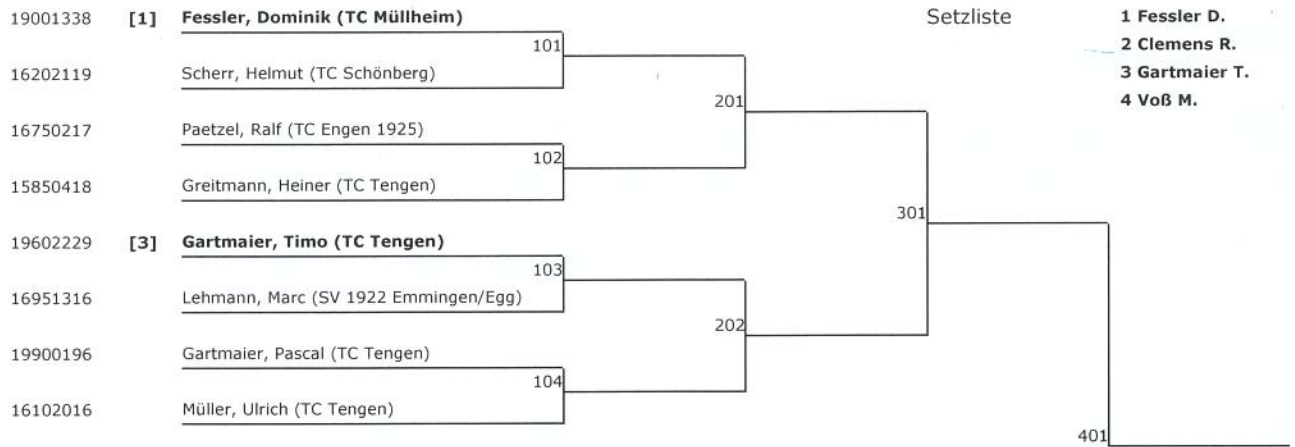 19001338 [1] Fessler, Dominik (TC Müllheim) Setzliste 1 Fessler D.
101
2 Clemens R.
16202119 Scherr, Helmut (TC Schönberg) 3 Gartmaier T.
201 4 Voß M.
16750217 Paetzel, Ralf (TC Engen 1925)
102
15850418 Greitmann, Heiner (TC Tengen)
301
19602229 [3] Gartmaier, Timo (TC Tengen)
103
16951316 Lehmann, Marc (SV 1922 Emmingen/Egg)
202
19900196 Gartmaier, Pascal (TC Tengen)
104
16102016 Müller, Ulrich (TC Tengen)
401